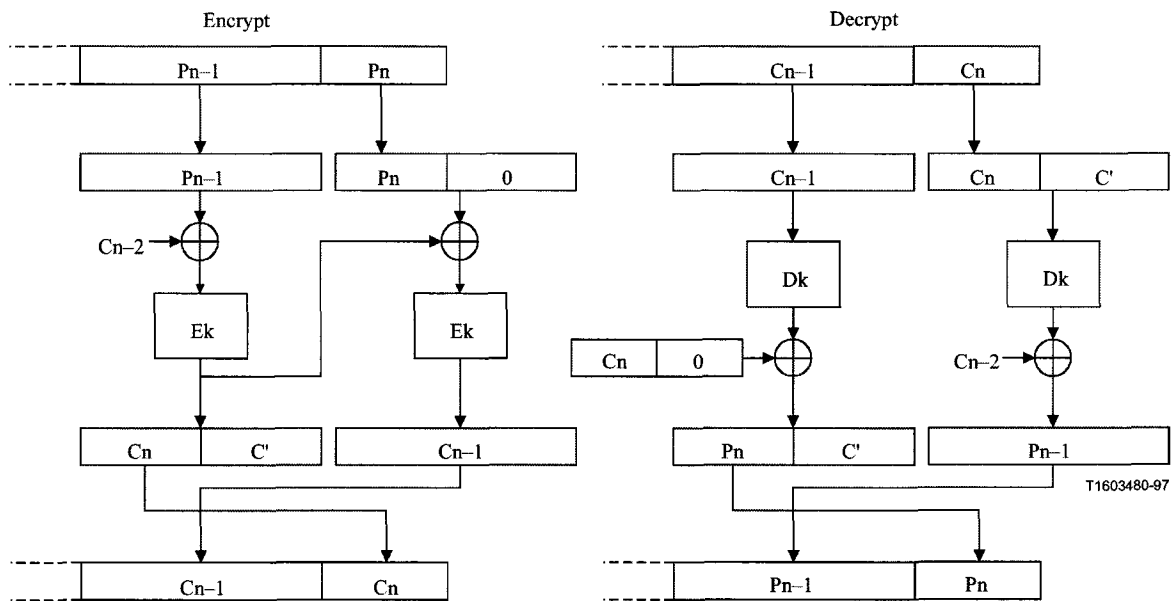 Encrypt
Decrypt
Pn–1
Pn
Cn–1
Cn
Pn–1
Pn
0
Cn–1
Cn
C'
Cn–2
Ek
Ek
Dk
Dk
Cn
0
Cn–2
Cn
C'
Cn–1
Pn
C'
Pn–1
T1603480-97
Cn–1
Cn
Pn–1
Pn